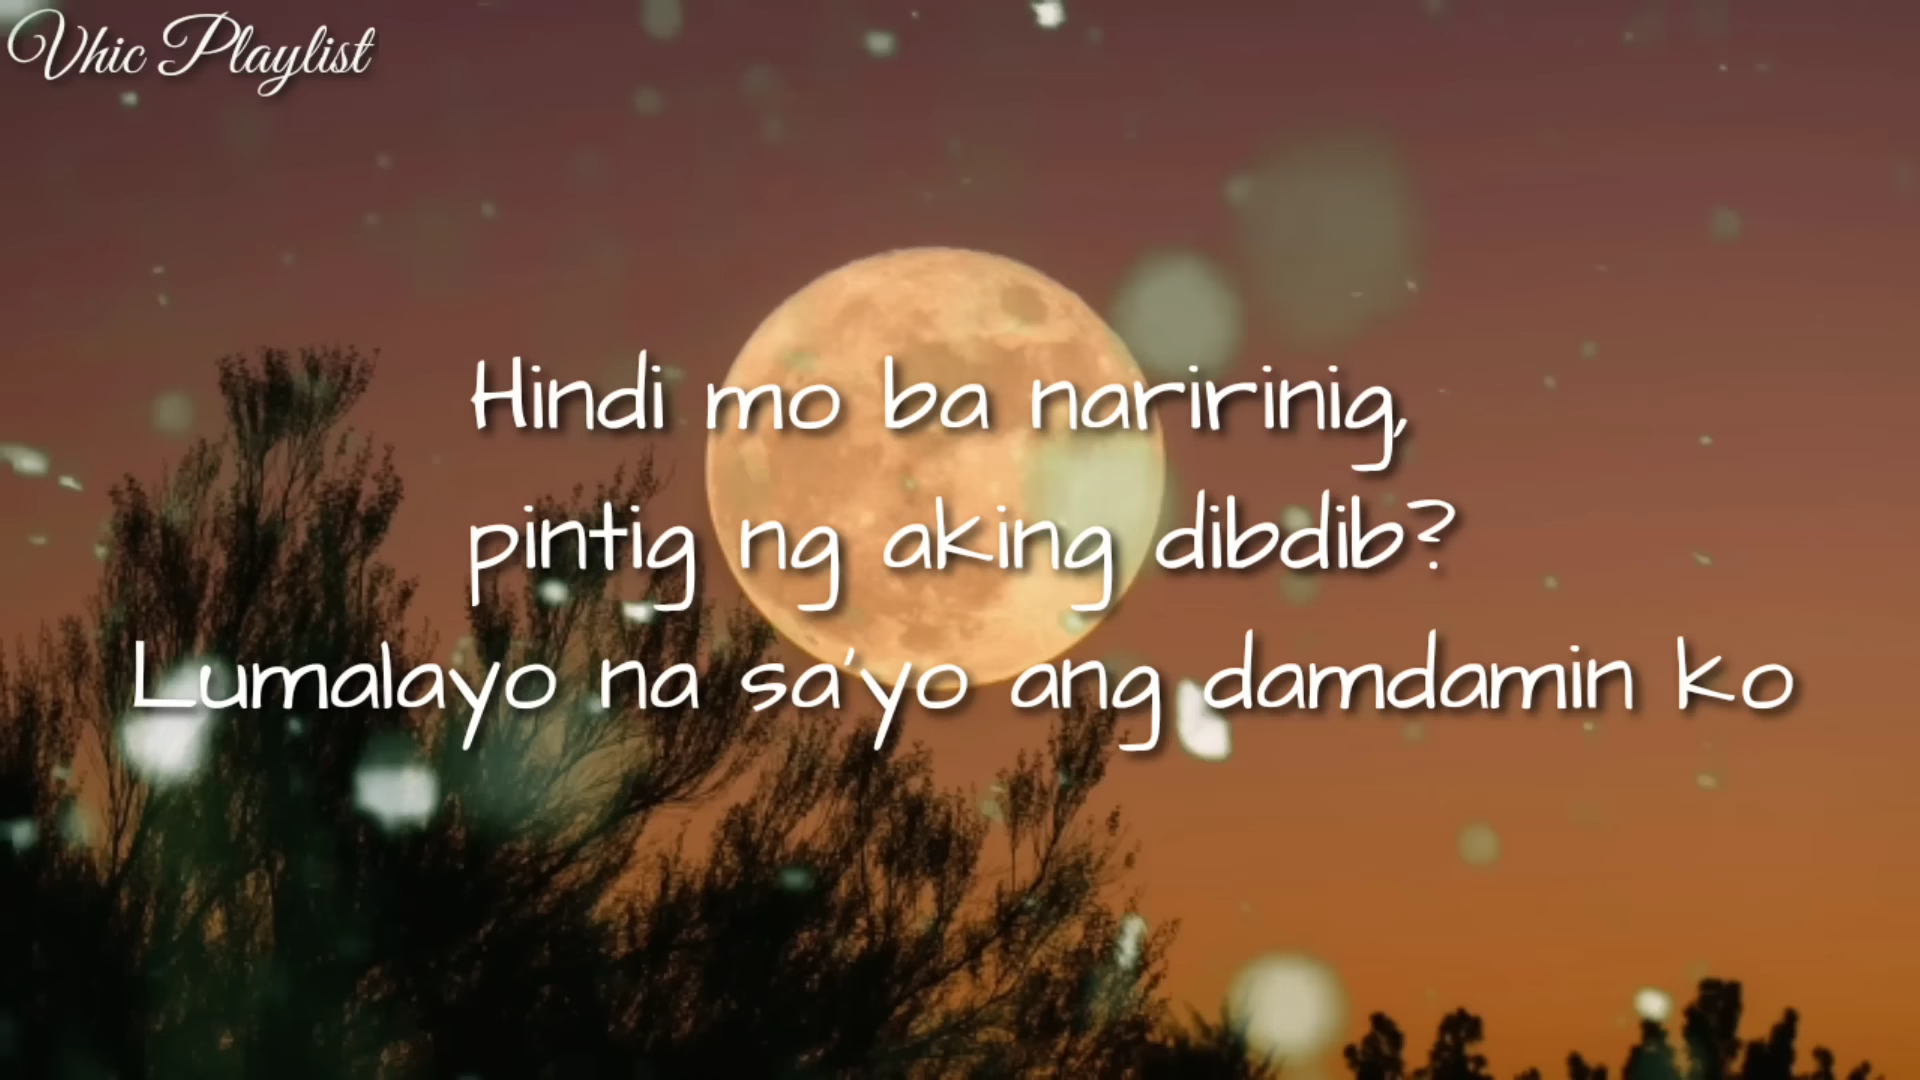 Vhic Playlist
Hindi mo ba naririnig,
pintig ng aking dibdib?
Lumalayo na sa'yo ang damdamin ko